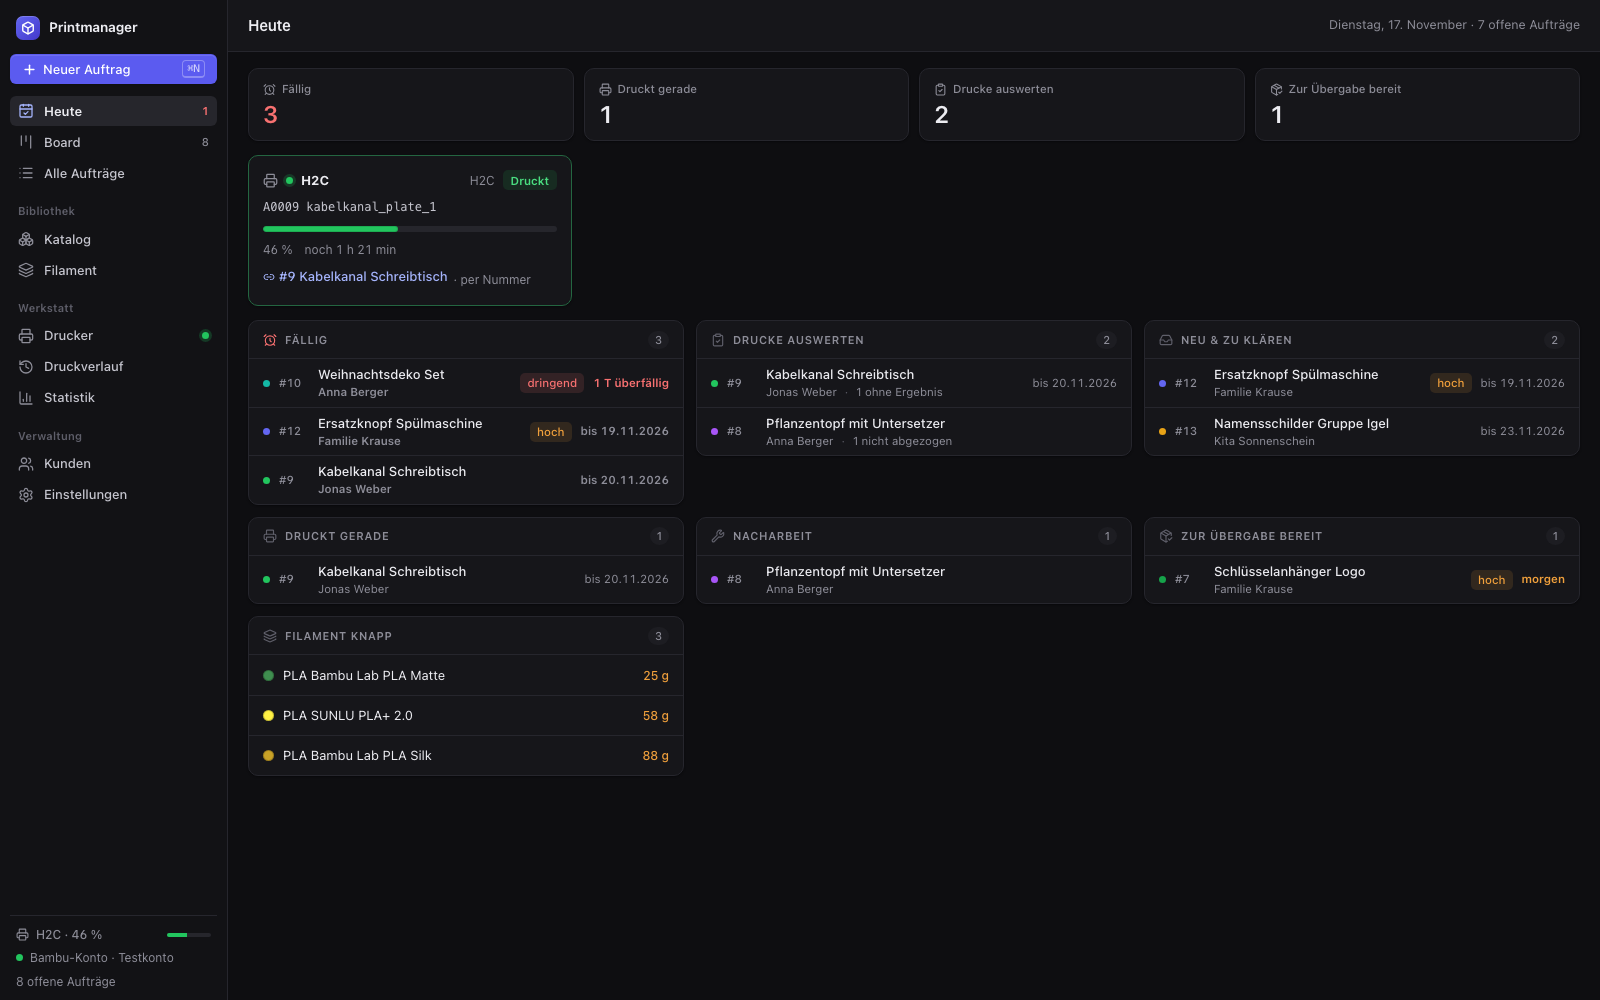 Printmanager
Neuer Auftrag ⌘N
Heute 1
Board 8
Alle Aufträge
Bibliothek
Katalog
Filament
Werkstatt
Drucker
Druckverlauf
Statistik
Verwaltung
Kunden
Einstellungen
H2C · 46 %
Bambu-Konto · Testkonto
8 offene Aufträge
Heute
Dienstag, 17. November · 7 offene Aufträge
Fällig
3
Druckt gerade
1
Drucke auswerten
2
Zur Übergabe bereit
1
H2C H2C Druckt
A0009 kabelkanal_plate_1
46 % noch 1 h 21 min
#9 Kabelkanal Schreibtisch · per Nummer
FÄLLIG 3
#10 Weihnachtsdeko Set dringend 1 T überfällig
Anna Berger
#12 Ersatzknopf Spülmaschine hoch bis 19.11.2026
Familie Krause
#9 Kabelkanal Schreibtisch bis 20.11.2026
Jonas Weber
DRUCKE AUSWERTEN 2
#9 Kabelkanal Schreibtisch bis 20.11.2026
Jonas Weber · 1 ohne Ergebnis
#8 Pflanzentopf mit Untersetzer
Anna Berger · 1 nicht abgezogen
NEU & ZU KLÄREN 2
#12 Ersatzknopf Spülmaschine hoch bis 19.11.2026
Familie Krause
#13 Namensschilder Gruppe Igel bis 23.11.2026
Kita Sonnenschein
DRUCKT GERADE 1
#9 Kabelkanal Schreibtisch bis 20.11.2026
Jonas Weber
NACHARBEIT 1
#8 Pflanzentopf mit Untersetzer
Anna Berger
ZUR ÜBERGABE BEREIT 1
#7 Schlüsselanhänger Logo hoch morgen
Familie Krause
FILAMENT KNAPP 3
PLA Bambu Lab PLA Matte 25 g
PLA SUNLU PLA+ 2.0 58 g
PLA Bambu Lab PLA Silk 88 g